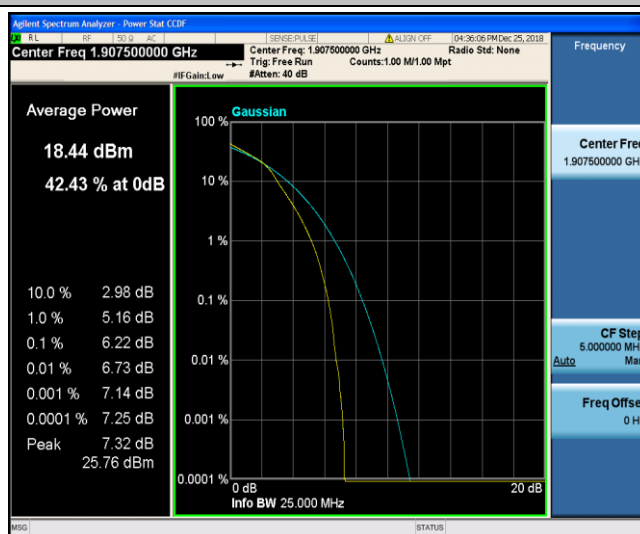 Agilent Spectrum Analyzer - Power Stat CCDF
RL RF 50 Ω AC SENSE:PULSE ALIGN OFF 04:36:06 PM Dec 25, 2018
Center Freq 1.907500000 GHz
Center Freq: 1.907500000 GHz Radio Std: None
Trig: Free Run Counts:1.00 M/1.00 Mpt
#IFGain:Low #Atten: 40 dB
Frequency
Average Power
18.44 dBm
42.43 % at 0dB
10.0 % 2.98 dB
1.0 % 5.16 dB
0.1 % 6.22 dB
0.01 % 6.73 dB
0.001 % 7.14 dB
0.0001 % 7.25 dB
Peak 7.32 dB
25.76 dBm
Gaussian
100 %
10 %
1 %
0.1 %
0.01 %
0.001 %
0.0001 %
0 dB 20 dB
Info BW 25.000 MHz
Center Fre
1.907500000 GH
CF Ste
5.000000 MH
Auto Ma
Freq Offse
0 H
MSG STATUS